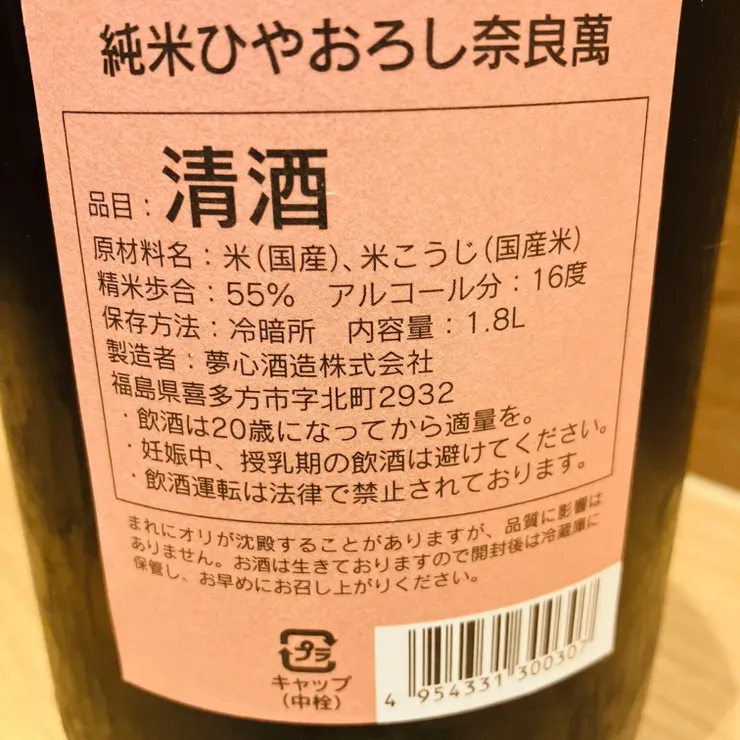 純米ひやおろし奈良萬
品目：清酒
原材料名：米（国産）、米こうじ（国産米）
精米歩合：55%　アルコール分：16度
保存方法：冷暗所　内容量：1.8L
製造者：夢心酒造株式会社
福島県喜多方市字北町2932
・飲酒は20歳になってから適量を。
・妊娠中、授乳期の飲酒は避けてください。
・飲酒運転は法律で禁止されております。
まれにオリが沈殿することがありますが、品質に影響は
ありません。お酒は生きておりますので開封後は冷蔵庫に
保管し、お早めにお召し上がりください。
プラ
キャップ
（中栓）
4 954331 300307